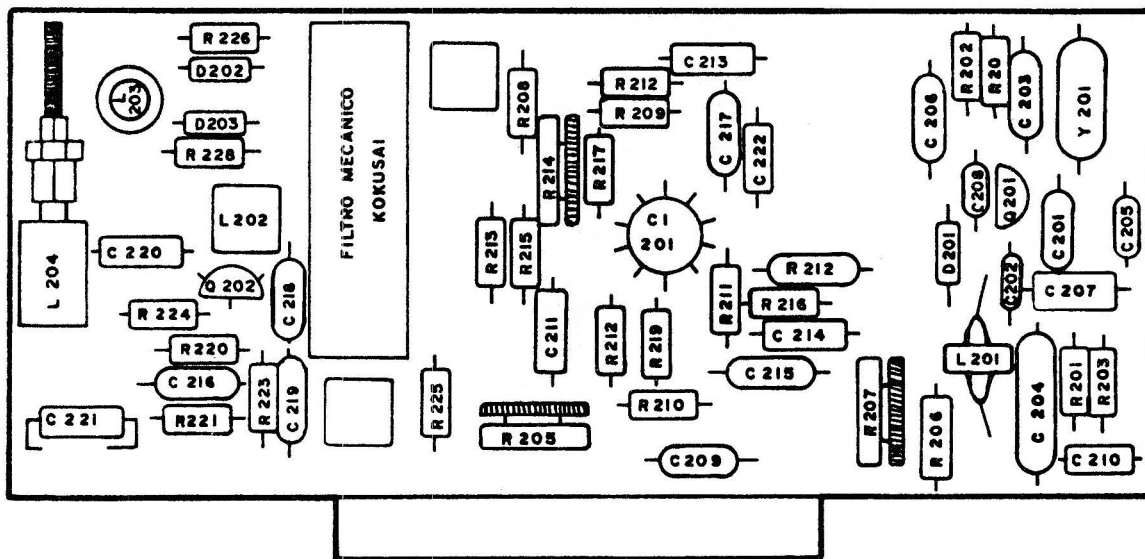 R 226
D202
L 203
D203
R 228
L 202
L 204
C 220
Q 202
C 218
R 224
R220
C 216
R221
R 223
C 219
C 221
FILTRO MECANICO
KOKUSAI
R 225
R 208
R 214
R 217
R 212
R 209
C 213
C 217
C 222
CI
201
R 213
R 215
C 211
R 212
R 219
R 211
R 212
R 216
C 214
C 215
R 210
R 205
C 209
R 207
R 206
C 206
R 202
R 20
C 203
Y 201
C208
Q201
D 201
C202
C201
C 205
C 207
L 201
C 204
R 201
R 203
C 210